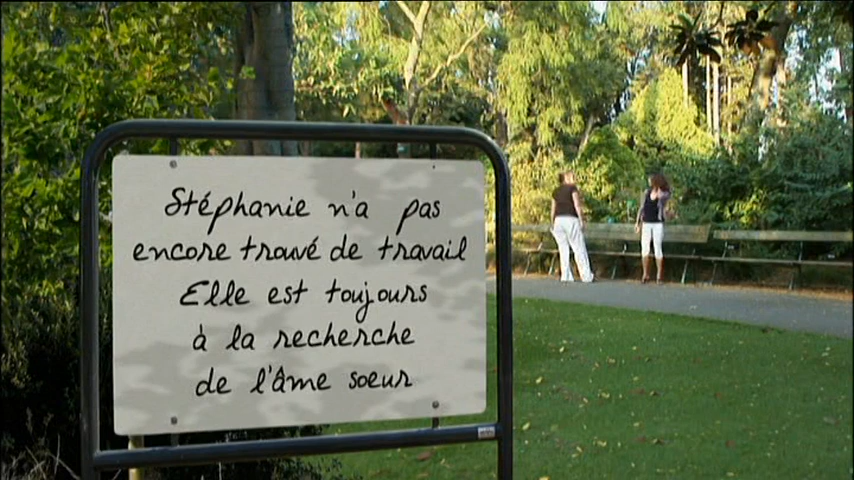 Stéphanie n'a pas
encore trouvé de travail
Elle est toujours
à la recherche
de l'âme soeur